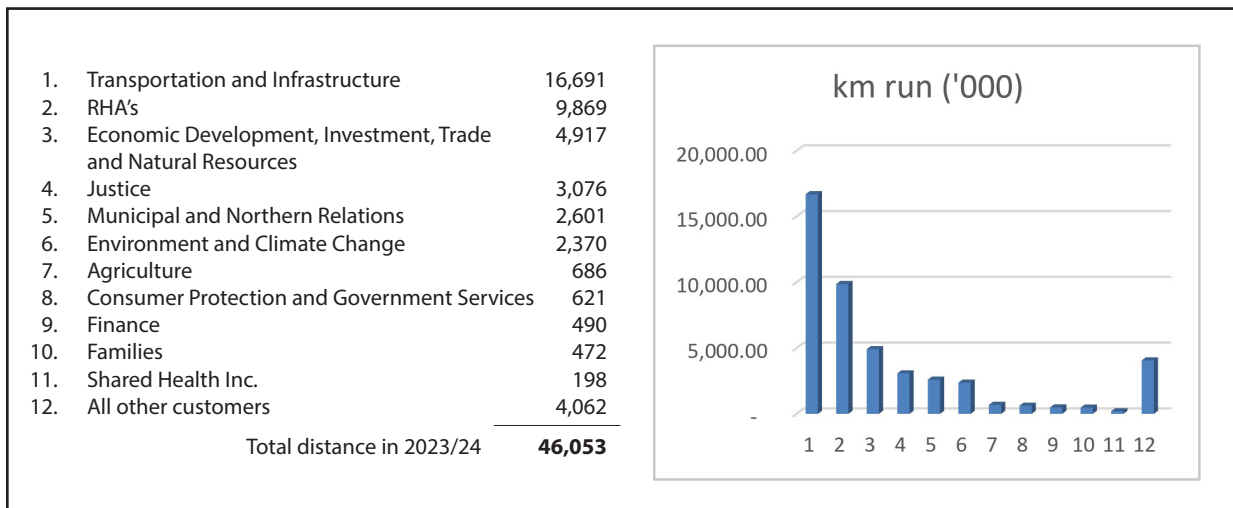 1. Transportation and Infrastructure 16,691
2. RHA’s 9,869
3. Economic Development, Investment, Trade 4,917
and Natural Resources
4. Justice 3,076
5. Municipal and Northern Relations 2,601
6. Environment and Climate Change 2,370
7. Agriculture 686
8. Consumer Protection and Government Services 621
9. Finance 490
10. Families 472
11. Shared Health Inc. 198
12. All other customers 4,062
Total distance in 2023/24 46,053
km run ('000)
20,000.00
15,000.00
10,000.00
5,000.00
-
1 2 3 4 5 6 7 8 9 10 11 12